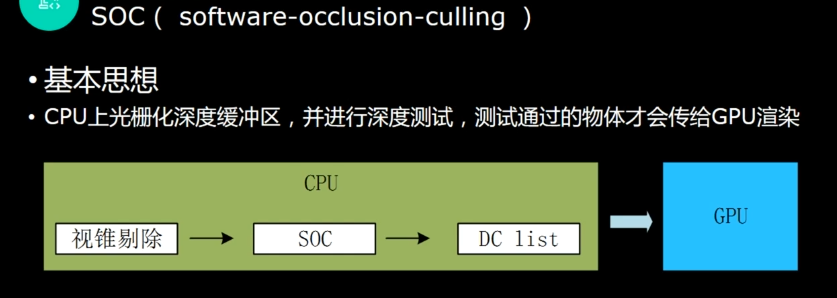 SOC（ software-occlusion-culling ）
• 基本思想
• CPU上光栅化深度缓冲区，并进行深度测试，测试通过的物体才会传给GPU渲染
CPU
视锥剔除
SOC
DC list
GPU